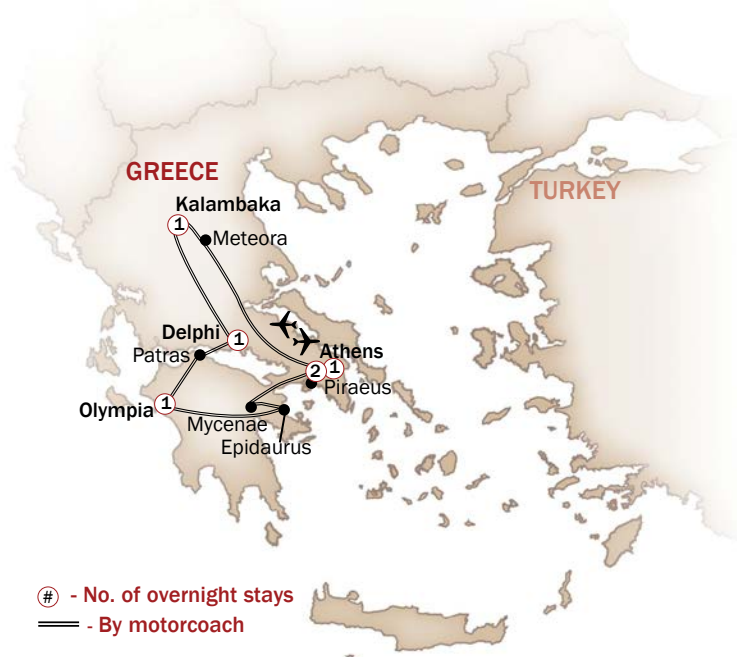 GREECE
TURKEY
Kalambaka
1
Meteora
Delhi
1
Patras
Athens
2
1
Piraeus
Olympia
1
Mycenae
Epidaurus
# - No. of overnight stays
- By motorcoach